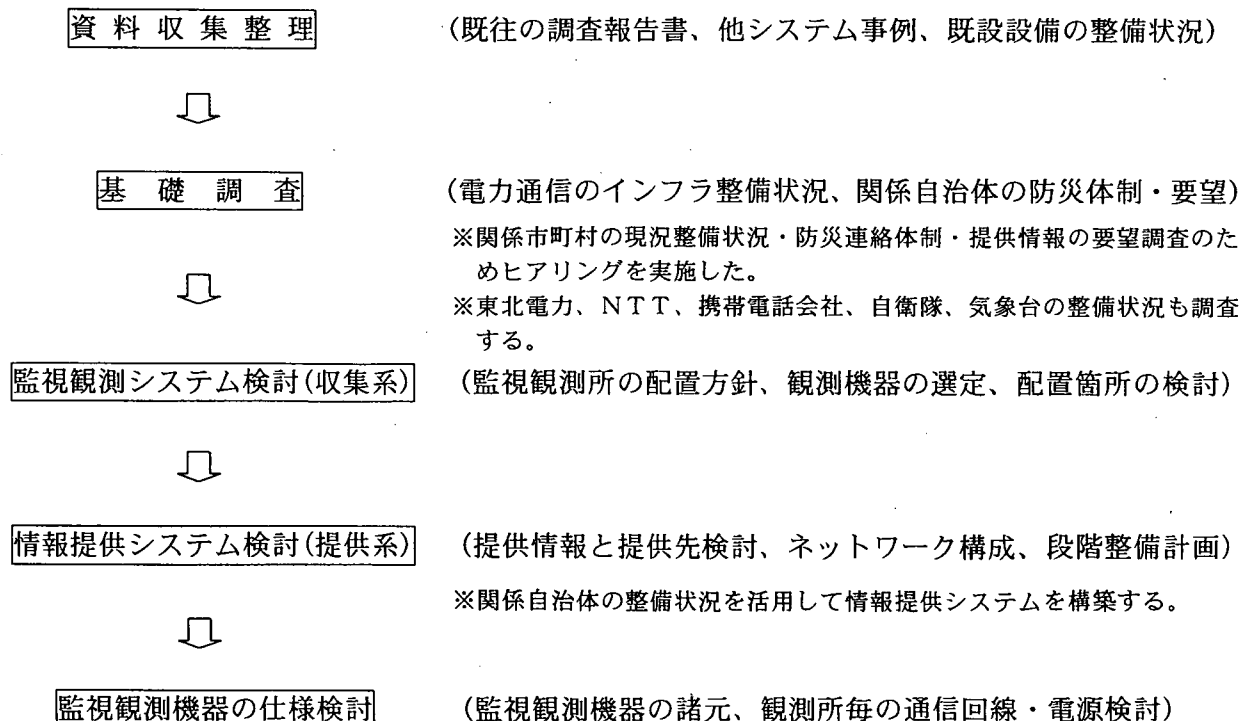 資料収集整理 (既往の調査報告書、他システム事例、既設設備の整備状況)
基礎調査 (電力通信のインフラ整備状況、関係自治体の防災体制・要望)
※関係市町村の現況整備状況・防災連絡体制・提供情報の要望調査のた
めヒアリングを実施した。
※東北電力、NTT、携帯電話会社、自衛隊、気象台の整備状況も調査
する。
監視観測システム検討(収集系) (監視観測所の配置方針、観測機器の選定、配置箇所の検討)
情報提供システム検討(提供系) (提供情報と提供先検討、ネットワーク構成、段階整備計画)
※関係自治体の整備状況を活用して情報提供システムを構築する。
監視観測機器の仕様検討 (監視観測機器の諸元、観測所毎の通信回線・電源検討)